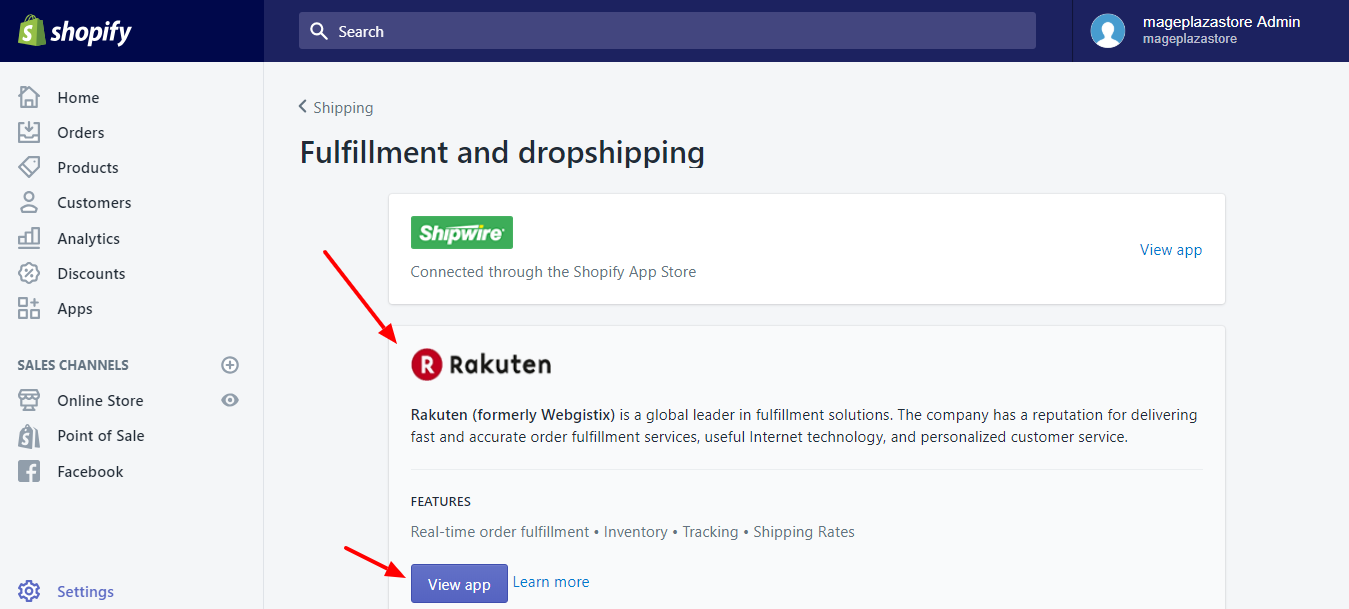 shopify
Search
mageplazastore Admin
mageplazastore
Home
Orders
Products
Customers
Analytics
Discounts
Apps
SALES CHANNELS
Online Store
Point of Sale
Facebook
Settings
Shipping
Fulfillment and dropshipping
Shipwire
Connected through the Shopify App Store
View app
R Rakuten
Rakuten (formerly Webgistix) is a global leader in fulfillment solutions. The company has a reputation for delivering
fast and accurate order fulfillment services, useful Internet technology, and personalized customer service.
FEATURES
Real-time order fulfillment • Inventory • Tracking • Shipping Rates
View app Learn more